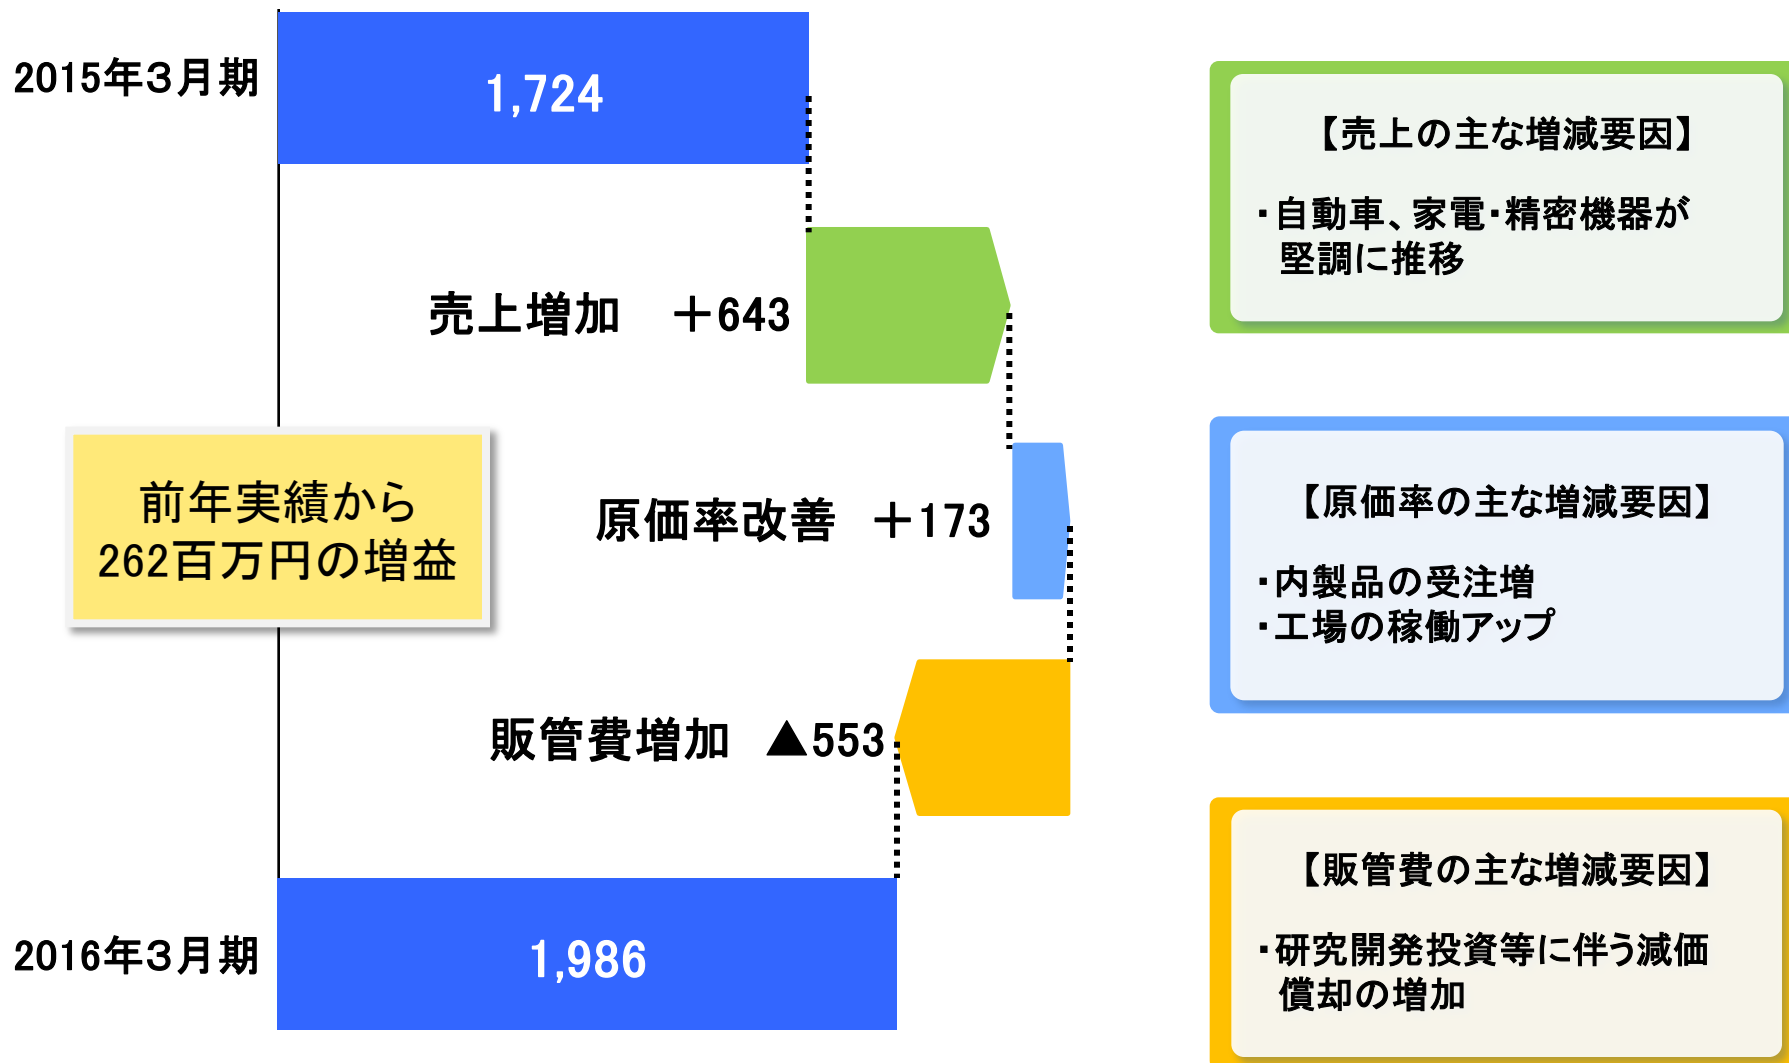 2015年３月期
1,724
売上増加　＋643
前年実績から
262百万円の増益
原価率改善　＋173
販管費増加　▲553
2016年３月期
1,986
【売上の主な増減要因】
・自動車、家電・精密機器が
堅調に推移
【原価率の主な増減要因】
・内製品の受注増
・工場の稼働アップ
【販管費の主な増減要因】
・研究開発投資等に伴う減価
償却の増加